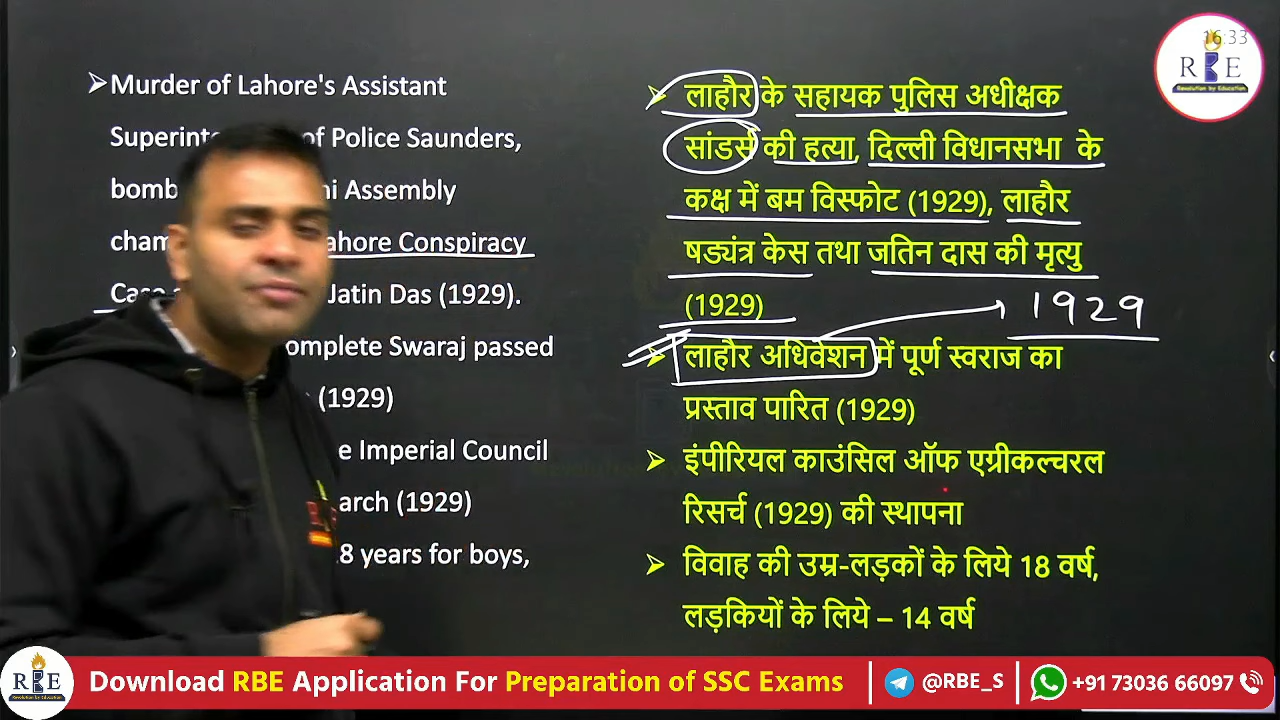 16:33
RBE
Revolution by Education
➤Murder of Lahore's Assistant
of Police Saunders,
Assembly
ahore Conspiracy
Jatin Das (1929).
omplete Swaraj passed
(1929)
e Imperial Council
arch (1929)
8 years for boys,
➤ लाहौर के सहायक पुलिस अधीक्षक
सांडर्स की हत्या, दिल्ली विधानसभा के
कक्ष में बम विस्फोट (1929), लाहौर
षड्यंत्र केस तथा जतिन दास की मृत्यु
(1929)
1929
➤ लाहौर अधिवेशन में पूर्ण स्वराज का
प्रस्ताव पारित (1929)
➤ इंपीरियल काउंसिल ऑफ एग्रीकल्चरल
रिसर्च (1929) की स्थापना
➤ विवाह की उम्र-लड़कों के लिये 18 वर्ष,
लड़कियों के लिये – 14 वर्ष
RBE
Revolution by Education
Download RBE Application For Preparation of SSC Exams
@RBE_S
+91 73036 66097